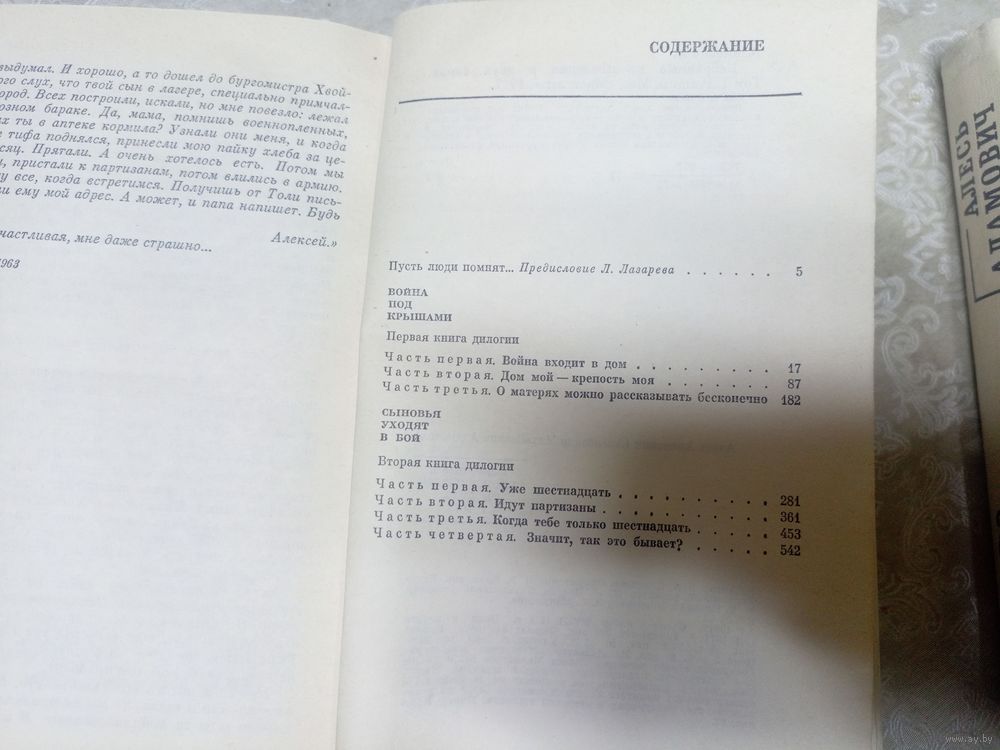 выдумал. И хорошо, а то дошел до бургомистра Хвой-
ого слух, что твой сын в лагере, специально примчал-
ород. Всех построили, искали, но мне повезло: лежал
озном бараке. Да, мама, помнишь военнопленных,
ых ты в аптеке кормила? Узнали они меня, и когда
тифа поднялся, принесли мою пайку хлеба за це-
сяц. Прятали. А очень хотелось есть. Потом мы
, пристали к партизанам, потом влились в армию.
у все, когда встретимся. Получишь от Толи пись-
и ему мой адрес. А может, и папа напишет. Будь
частливая, мне даже страшно...
Алексей.»
1963
СОДЕРЖАНИЕ
Пусть люди помнят... Предисловие Л. Лазарева . . . . . . 5
ВОЙНА
ПОД
КРЫШАМИ
Первая книга дилогии
Часть первая. Война входит в дом . . . . . . . . . 17
Часть вторая. Дом мой — крепость моя . . . . . . . 87
Часть третья. О матерях можно рассказывать бесконечно 182
СЫНОВЬЯ
УХОДЯТ
В БОЙ
Вторая книга дилогии
Часть первая. Уже шестнадцать . . . . . . . . . . 281
Часть вторая. Идут партизаны . . . . . . . . . . . 361
Часть третья. Когда тебе только шестнадцать . . . . . 453
Часть четвертая. Значит, так это бывает? . . . . . 542
АЛЕСЬ
АДАМОВИЧ
www.ay.by